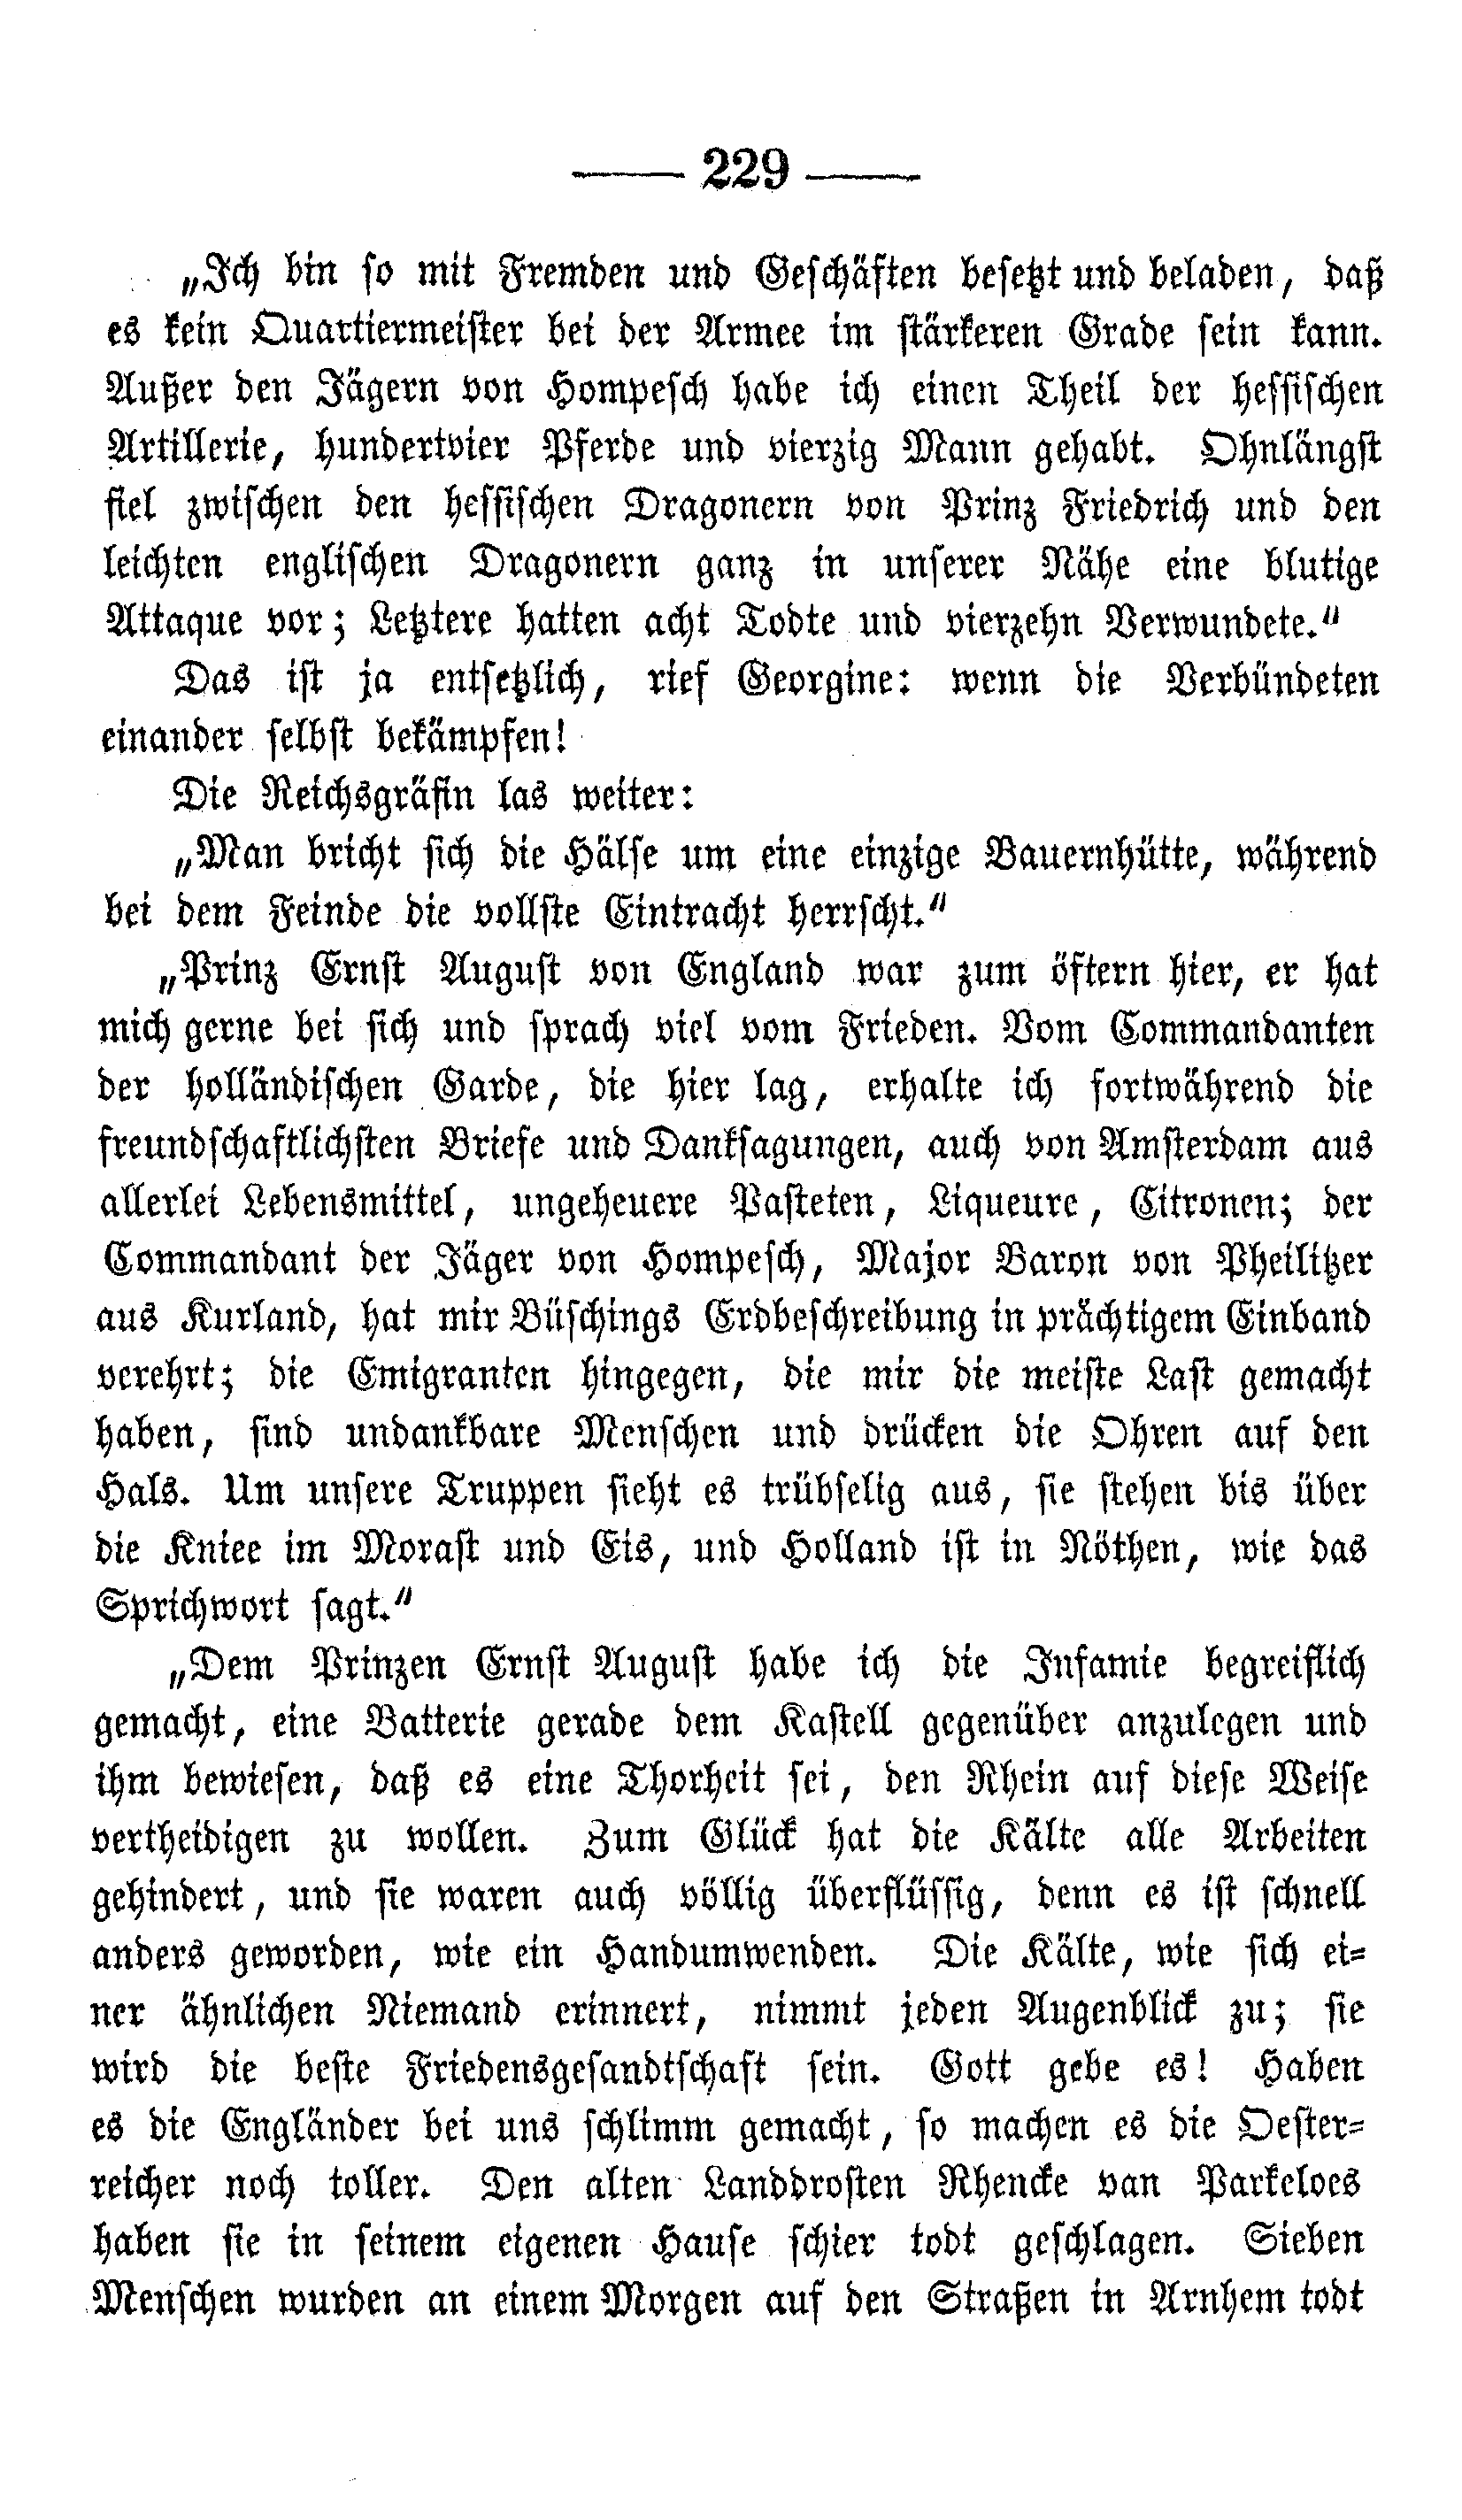 — 229 —
„Ich bin so mit Fremden und Geschäften besetzt und beladen, daß
es kein Quartiermeister bei der Armee im stärkeren Grade sein kann.
Außer den Jägern von Hompesch habe ich einen Theil der hessischen
Artillerie, hundertvier Pferde und vierzig Mann gehabt. Ohnlängst
fiel zwischen den hessischen Dragonern von Prinz Friedrich und den
leichten englischen Dragonern ganz in unserer Nähe eine blutige
Attaque vor; Letztere hatten acht Todte und vierzehn Verwundete.“
Das ist ja entsetzlich, rief Georgine: wenn die Verbündeten
einander selbst bekämpfen!
Die Reichsgräfin las weiter:
„Man bricht sich die Hälse um eine einzige Bauernhütte, während
bei dem Feinde die vollste Eintracht herrscht.“
„Prinz Ernst August von England war zum öftern hier, er hat
mich gerne bei sich und sprach viel vom Frieden. Vom Commandanten
der holländischen Garde, die hier lag, erhalte ich fortwährend die
freundschaftlichsten Briefe und Danksagungen, auch von Amsterdam aus
allerlei Lebensmittel, ungeheuere Pasteten, Liqueure, Citronen; der
Commandant der Jäger von Hompesch, Major Baron von Pheilitzer
aus Kurland, hat mir Büschings Erdbeschreibung in prächtigem Einband
verehrt; die Emigranten hingegen, die mir die meiste Last gemacht
haben, sind undankbare Menschen und drücken die Ohren auf den
Hals. Um unsere Truppen sieht es trübselig aus, sie stehen bis über
die Kniee im Morast und Eis, und Holland ist in Nöthen, wie das
Sprichwort sagt.“
„Dem Prinzen Ernst August habe ich die Infamie begreiflich
gemacht, eine Batterie gerade dem Kastell gegenüber anzulegen und
ihm bewiesen, daß es eine Thorheit sei, den Rhein auf diese Weise
vertheidigen zu wollen. Zum Glück hat die Kälte alle Arbeiten
gehindert, und sie waren auch völlig überflüssig, denn es ist schnell
anders geworden, wie ein Handumwenden. Die Kälte, wie sich ei-
ner ähnlichen Niemand erinnert, nimmt jeden Augenblick zu; sie
wird die beste Friedensgesandtschaft sein. Gott gebe es! Haben
es die Engländer bei uns schlimm gemacht, so machen es die Oester-
reicher noch toller. Den alten Landdrosten Rhencke van Parkeloes
haben sie in seinem eigenen Hause schier todt geschlagen. Sieben
Menschen wurden an einem Morgen auf den Straßen in Arnhem todt